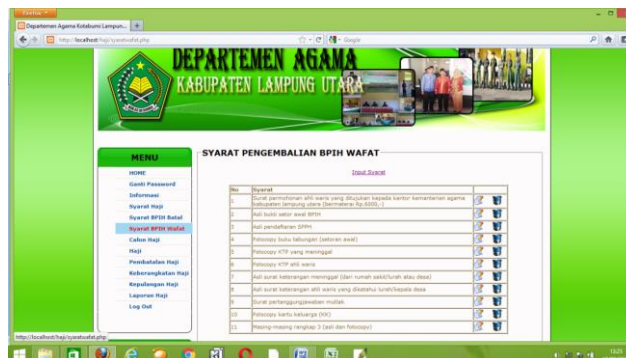 Firefox
Departemen Agama Kotabumi Lampun...
http://localhost/haji/syaratwafat.php
Google
DEPARTEMEN AGAMA
KABUPATEN LAMPUNG UTARA
MENU
HOME
Ganti Password
Informasi
Syarat Haji
Syarat BPIH Batal
Syarat BPIH Wafat
Calon Haji
Haji
Pembatalan Haji
Keberangkatan Haji
Kepulangan Haji
Laporan Haji
Log Out
SYARAT PENGEMBALIAN BPIH WAFAT
Input Syarat
No Syarat
1 Surat permohonan ahli waris yang ditujukan kepada kantor kementerian agama
kabupaten lampung utara (bermaterai Rp.6000,-)
2 Asli bukti setor awal BPIH
3 Asli pendaftaran SPPH
4 Fotocopy buku tabungan (setoran awal)
5 Fotocopy KTP yang meninggal
6 Fotocopy KTP ahli waris
7 Asli surat keterangan meninggal (dari rumah sakit/lurah atau desa)
8 Asli surat keterangan ahli waris yang diketahui lurah/kepala desa
9 Surat pertanggungjawaban mutlak
10 Fotocopy kartu keluarga (KK)
11 Masing-masing rangkap 3 (asli dan fotocopy)
http://localhost/haji/syaratwafat.php